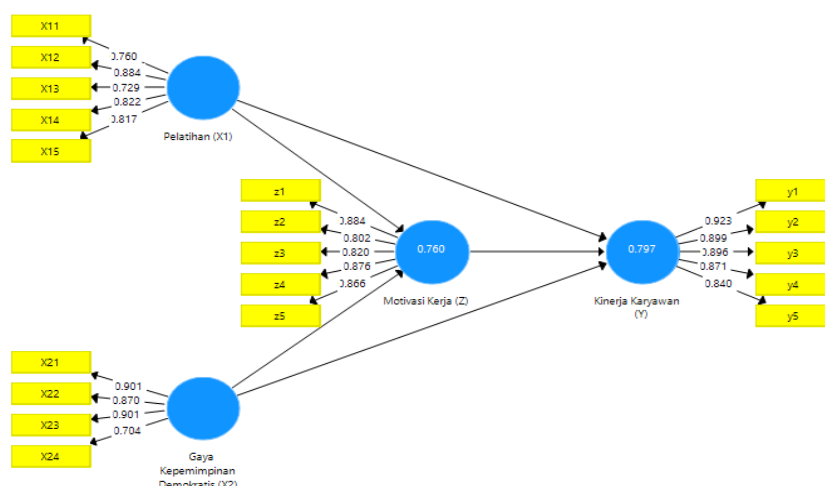 X11
X12
X13
X14
X15
0.760
0.884
0.729
0.822
0.817
Pelatihan (X1)
z1
z2
z3
z4
z5
0.884
0.802
0.820
0.876
0.866
0.760
Motivasi Kerja (Z)
0.797
Kinerja Karyawan
(Y)
0.923
0.899
0.896
0.871
0.840
y1
y2
y3
y4
y5
X21
X22
X23
X24
0.901
0.870
0.901
0.704
Gaya
Kepemimpinan
Demokratis (X2)